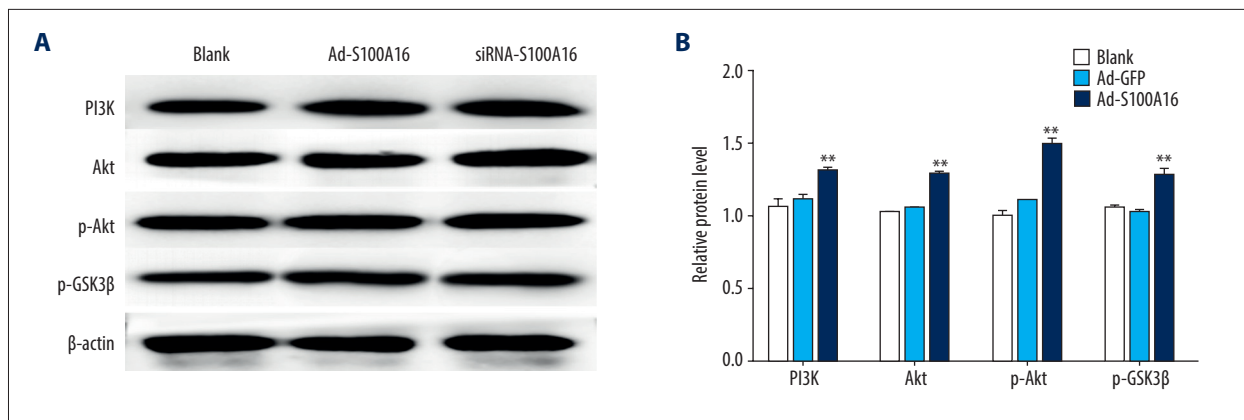 A
Blank Ad-S100A16 siRNA-S100A16
PI3K
Akt
p-Akt
p-GSK3β
β-actin
B
Blank
Ad-GFP
Ad-S100A16
Relative protein level
2.0
1.5
1.0
0.5
0.0
** ** ** **
PI3K Akt p-Akt p-GSK3β